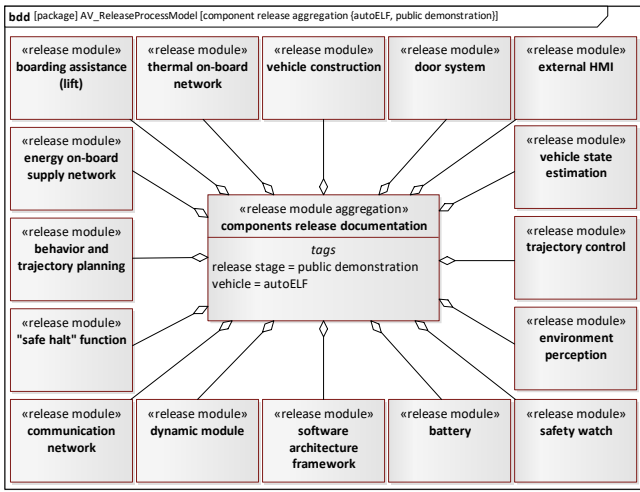 bdd [package] AV_ReleaseProcessModel [component release aggregation {autoELF, public demonstration}]
«release module»
boarding assistance
(lift)
«release module»
thermal on-board
network
«release module»
vehicle construction
«release module»
door system
«release module»
external HMI
«release module»
energy on-board
supply network
«release module»
vehicle state
estimation
«release module aggregation»
components release documentation
tags
release stage = public demonstration
vehicle = autoELF
«release module»
behavior and
trajectory planning
«release module»
trajectory control
«release module»
"safe halt" function
«release module»
environment
perception
«release module»
communication
network
«release module»
dynamic module
«release module»
software
architecture
framework
«release module»
battery
«release module»
safety watch